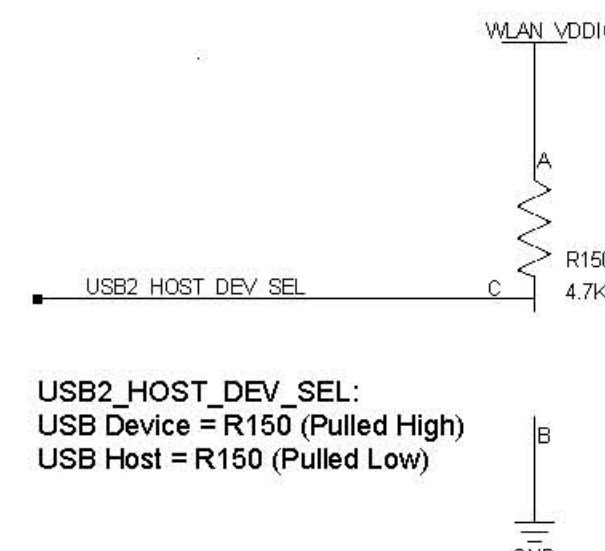 WLAN_VDDI
A
R150
USB2_HOST_DEV_SEL
C
4.7K
USB2_HOST_DEV_SEL:
USB Device = R150 (Pulled High)
USB Host = R150 (Pulled Low)
B